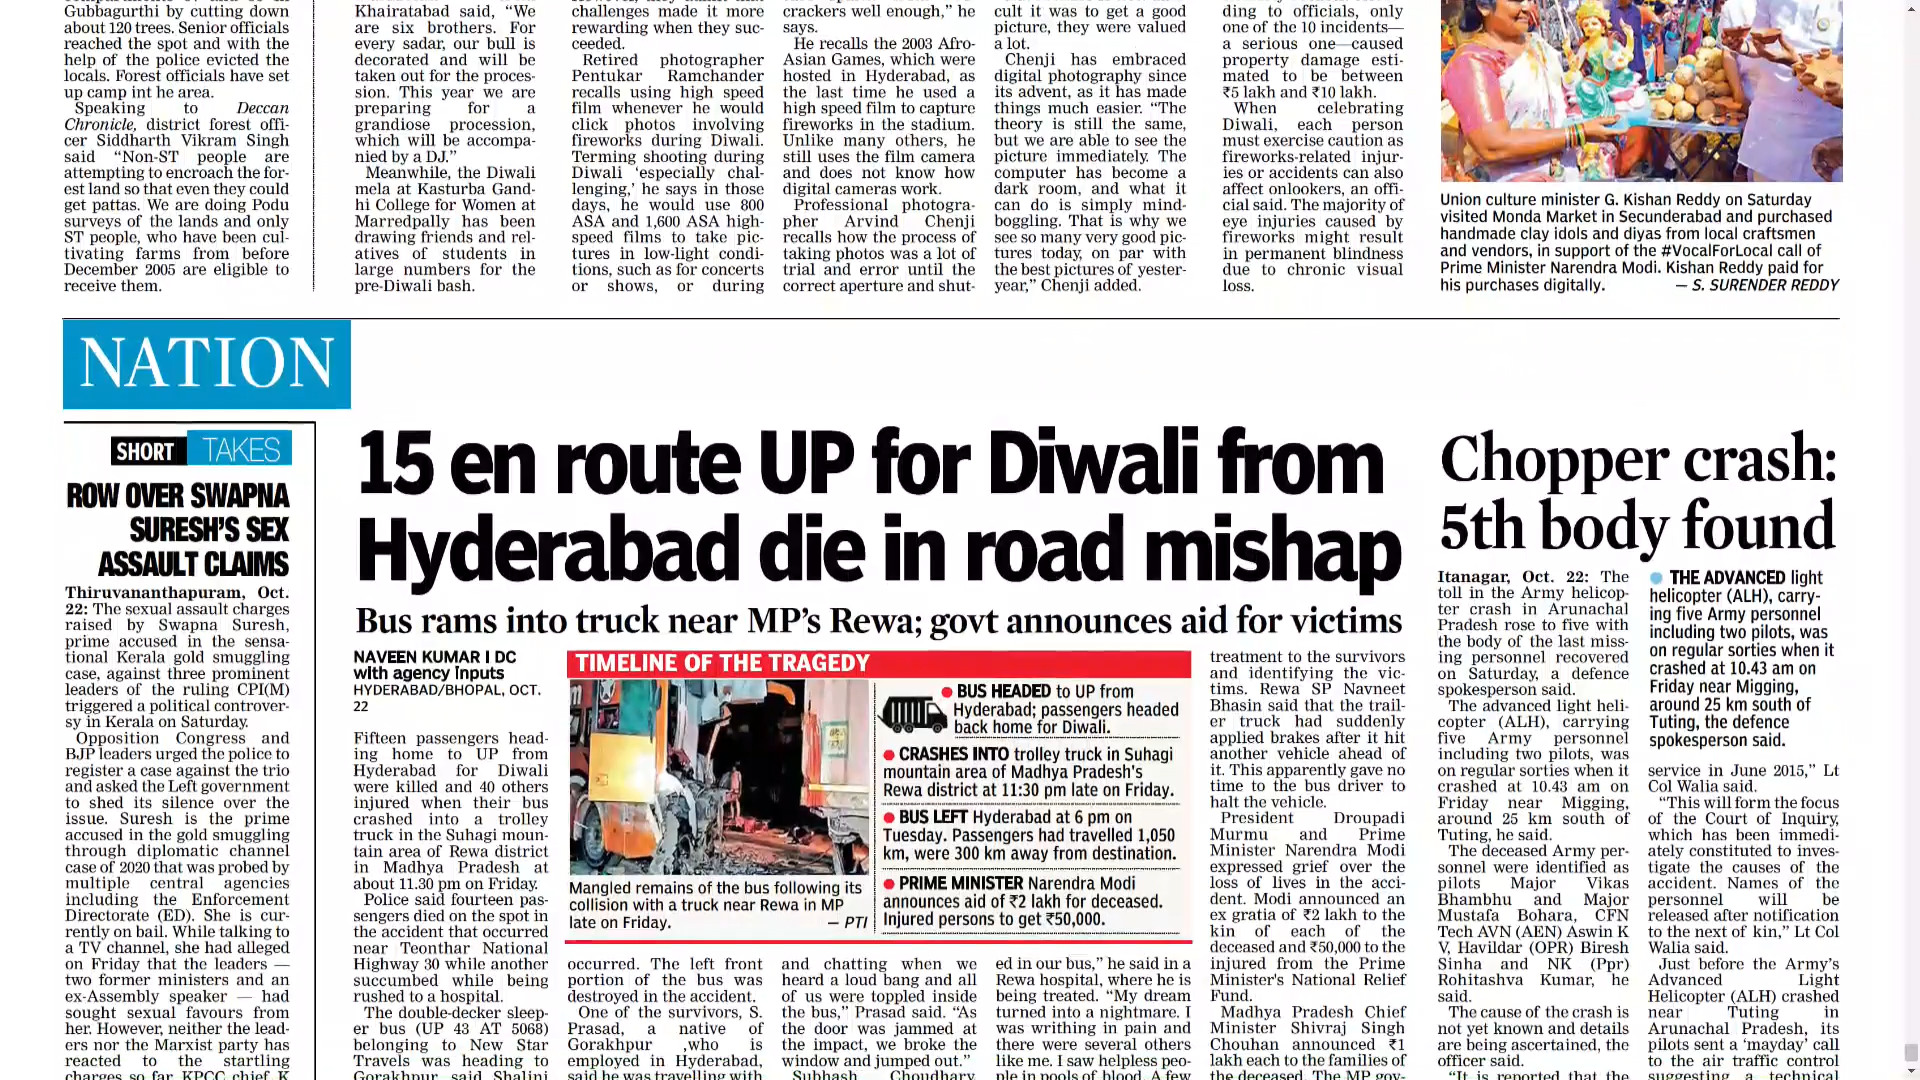 Gubbagurthi by cutting down
about 120 trees. Senior officials
reached the spot and with the
help of the police evicted the
locals. Forest officials have set
up camp int he area.
Speaking to Deccan
Chronicle, district forest offi-
cer Siddharth Vikram Singh
said “Non-ST people are
attempting to encroach the for-
est land so that even they could
get pattas. We are doing Podu
surveys of the lands and only
ST people, who have been cul-
tivating farms from before
December 2005 are eligible to
receive them.
Khairatabad said, “We
are six brothers. For
every sadar, our bull is
decorated and will be
taken out for the proces-
sion. This year we are
preparing for a
grandiose procession,
which will be accompa-
nied by a DJ.”
Meanwhile, the Diwali
mela at Kasturba Gand-
hi College for Women at
Marredpally has been
drawing friends and rel-
atives of students in
large numbers for the
pre-Diwali bash.
challenges made it more
rewarding when they suc-
ceeded.
Retired photographer
Pentukar Ramchander
recalls using high speed
film whenever he would
click photos involving
fireworks during Diwali.
Terming shooting during
Diwali ‘especially chal-
lenging,’ he says in those
days, he would use 800
ASA and 1,600 ASA high-
speed films to take pic-
tures in low-light condi-
tions, such as for concerts
or shows, or during
crackers well enough,” he
says.
He recalls the 2003 Afro-
Asian Games, which were
hosted in Hyderabad, as
the last time he used a
high speed film to capture
fireworks in the stadium.
Unlike many others, he
still uses the film camera
and does not know how
digital cameras work.
Professional photogra-
pher Arvind Chenji
recalls how the process of
taking photos was a lot of
trial and error until the
correct aperture and shut-
cult it was to get a good
picture, they were valued
a lot.
Chenji has embraced
digital photography since
its advent, as it has made
things much easier. “The
theory is still the same,
but we are able to see the
picture immediately. The
computer has become a
dark room, and what it
can do is simply mind-
boggling. That is why we
see so many very good pic-
tures today, on par with
the best pictures of yester-
year,” Chenji added.
ding to officials, only
one of the 10 incidents—
a serious one—caused
property damage esti-
mated to be between
₹5 lakh and ₹10 lakh.
When celebrating
Diwali, each person
must exercise caution as
fireworks-related injur-
ies or accidents can also
affect onlookers, an offi-
cial said. The majority of
eye injuries caused by
fireworks might result
in permanent blindness
due to chronic visual
loss.
Union culture minister G. Kishan Reddy on Saturday
visited Monda Market in Secunderabad and purchased
handmade clay idols and diyas from local craftsmen
and vendors, in support of the #VocalForLocal call of
Prime Minister Narendra Modi. Kishan Reddy paid for
his purchases digitally. — S. SURENDER REDDY
NATION
SHORT TAKES
ROW OVER SWAPNA
SURESH’S SEX
ASSAULT CLAIMS
Thiruvananthapuram, Oct.
22: The sexual assault charges
raised by Swapna Suresh,
prime accused in the sensa-
tional Kerala gold smuggling
case, against three prominent
leaders of the ruling CPI(M)
triggered a political controver-
sy in Kerala on Saturday.
Opposition Congress and
BJP leaders urged the police to
register a case against the trio
and asked the Left government
to shed its silence over the
issue. Suresh is the prime
accused in the gold smuggling
through diplomatic channel
case of 2020 that was probed by
multiple central agencies
including the Enforcement
Directorate (ED). She is cur-
rently on bail. While talking to
a TV channel, she had alleged
on Friday that the leaders —
two former ministers and an
ex-Assembly speaker — had
sought sexual favours from
her. However, neither the lead-
ers nor the Marxist party has
reacted to the startling
charges so far. KPCC chief K
15 en route UP for Diwali from
Hyderabad die in road mishap
Bus rams into truck near MP’s Rewa; govt announces aid for victims
NAVEEN KUMAR I DC
with agency inputs
HYDERABAD/BHOPAL, OCT.
22
Fifteen passengers head-
ing home to UP from
Hyderabad for Diwali
were killed and 40 others
injured when their bus
crashed into a trolley
truck in the Suhagi moun-
tain area of Rewa district
in Madhya Pradesh at
about 11.30 pm on Friday.
Police said fourteen pas-
sengers died on the spot in
the accident that occurred
near Teonthar National
Highway 30 while another
succumbed while being
rushed to a hospital.
The double-decker sleep-
er bus (UP 43 AT 5068)
belonging to New Star
Travels was heading to
Gorakhpur, said Shalini
TIMELINE OF THE TRAGEDY
Mangled remains of the bus following its
collision with a truck near Rewa in MP
late on Friday. — PTI
● BUS HEADED to UP from
Hyderabad; passengers headed
back home for Diwali.
● CRASHES INTO trolley truck in Suhagi
mountain area of Madhya Pradesh's
Rewa district at 11:30 pm late on Friday.
● BUS LEFT Hyderabad at 6 pm on
Tuesday. Passengers had travelled 1,050
km, were 300 km away from destination.
● PRIME MINISTER Narendra Modi
announces aid of ₹2 lakh for deceased.
Injured persons to get ₹50,000.
occurred. The left front
portion of the bus was
destroyed in the accident.
One of the survivors, S.
Prasad, a native of
Gorakhpur ,who is
employed in Hyderabad,
said he was travelling with
and chatting when we
heard a loud bang and all
of us were toppled inside
the bus,” Prasad said. “As
the door was jammed at
the impact, we broke the
window and jumped out.”
Subhash Choudhary,
ed in our bus,” he said in a
Rewa hospital, where he is
being treated. “My dream
turned into a nightmare. I
was writhing in pain and
there were several others
like me. I saw helpless peo-
ple in pools of blood. A few
treatment to the survivors
and identifying the vic-
tims. Rewa SP Navneet
Bhasin said that the trail-
er truck had suddenly
applied brakes after it hit
another vehicle ahead of
it. This apparently gave no
time to the bus driver to
halt the vehicle.
President Droupadi
Murmu and Prime
Minister Narendra Modi
expressed grief over the
loss of lives in the acci-
dent. Modi announced an
ex gratia of ₹2 lakh to the
kin of each of the
deceased and ₹50,000 to the
injured from the Prime
Minister's National Relief
Fund.
Madhya Pradesh Chief
Minister Shivraj Singh
Chouhan announced ₹1
lakh each to the families of
the deceased. The MP gov-
Chopper crash:
5th body found
Itanagar, Oct. 22: The
toll in the Army helicop-
ter crash in Arunachal
Pradesh rose to five with
the body of the last miss-
ing personnel recovered
on Saturday, a defence
spokesperson said.
The advanced light heli-
copter (ALH), carrying
five Army personnel
including two pilots, was
on regular sorties when it
crashed at 10.43 am on
Friday near Migging,
around 25 km south of
Tuting, he said.
The deceased Army per-
sonnel were identified as
pilots Major Vikas
Bhambhu and Major
Mustafa Bohara, CFN
Tech AVN (AEN) Aswin K
V, Havildar (OPR) Biresh
Sinha and NK (Ppr)
Rohitashva Kumar, he
said.
The cause of the crash is
not yet known and details
are being ascertained, the
officer said.
“It is reported that the
● THE ADVANCED light
helicopter (ALH), carry-
ing five Army personnel
including two pilots, was
on regular sorties when it
crashed at 10.43 am on
Friday near Migging,
around 25 km south of
Tuting, the defence
spokesperson said.
service in June 2015,” Lt
Col Walia said.
“This will form the focus
of the Court of Inquiry,
which has been immedi-
ately constituted to inves-
tigate the causes of the
accident. Names of the
personnel will be
released after notification
to the next of kin,” Lt Col
Walia said.
Just before the Army's
Advanced Light
Helicopter (ALH) crashed
near Tuting in
Arunachal Pradesh, its
pilots sent a ‘mayday’ call
to the air traffic control
suggesting a technical